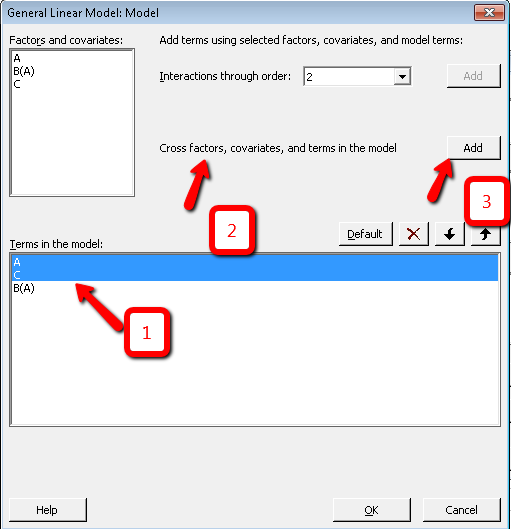 General Linear Model: Model
Factors and covariates:
A
B(A)
C
Add terms using selected factors, covariates, and model terms:
Interactions through order:
2
Add
Cross factors, covariates, and terms in the model
Add
2
3
Default
Terms in the model:
A
C
B(A)
1
Help
OK
Cancel